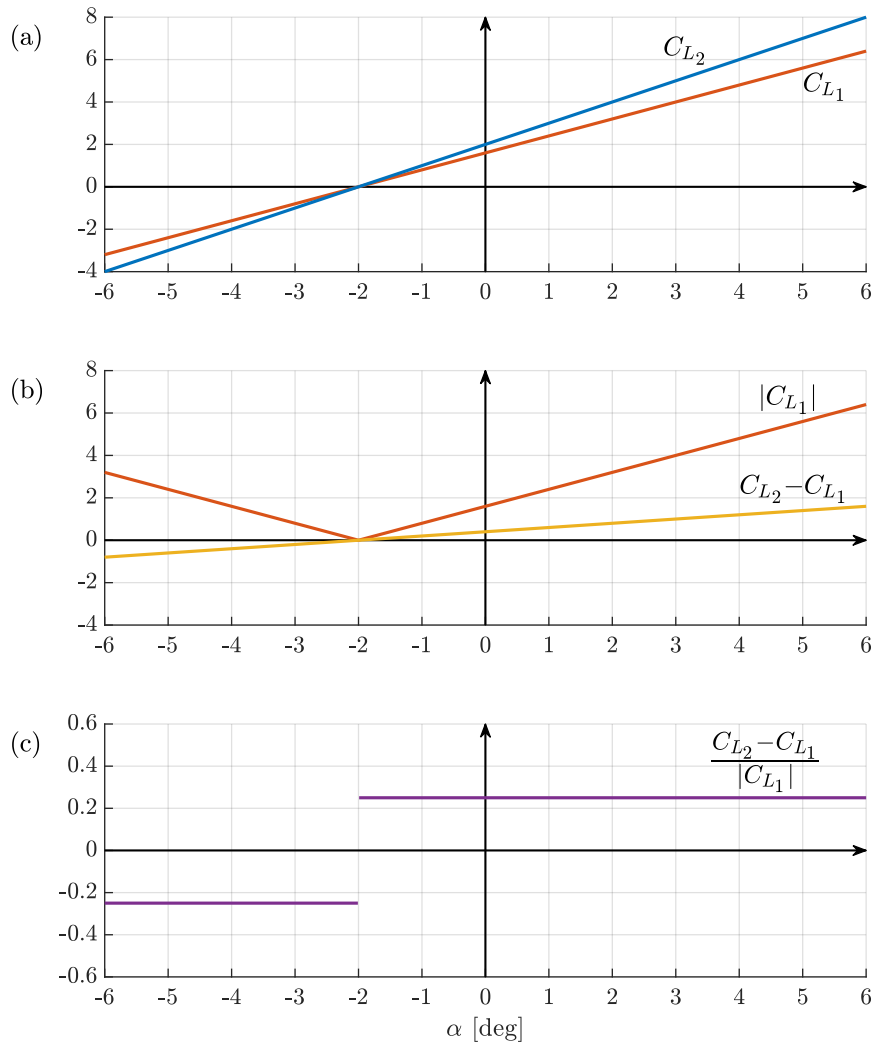 (a)
8
6
4
2
0
-2
-4
C_{L_2}
C_{L_1}
-6 -5 -4 -3 -2 -1 0 1 2 3 4 5 6
(b)
8
6
4
2
0
-2
-4
|C_{L_1}|
C_{L_2}−C_{L_1}
-6 -5 -4 -3 -2 -1 0 1 2 3 4 5 6
(c)
0.6
0.4
0.2
0
-0.2
-0.4
-0.6
C_{L_2}−C_{L_1}
|C_{L_1}|
-6 -5 -4 -3 -2 -1 0 1 2 3 4 5 6
α [deg]